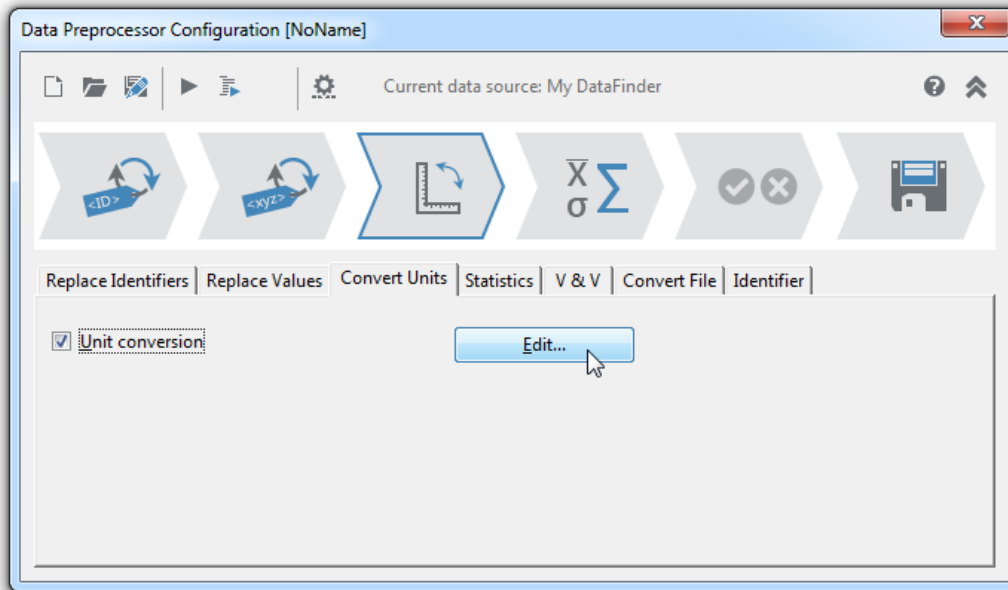 Data Preprocessor Configuration [NoName]
Current data source: My DataFinder
<ID>
<xyz>
X
σ Σ
Replace Identifiers Replace Values Convert Units Statistics V & V Convert File Identifier
Unit conversion
Edit...